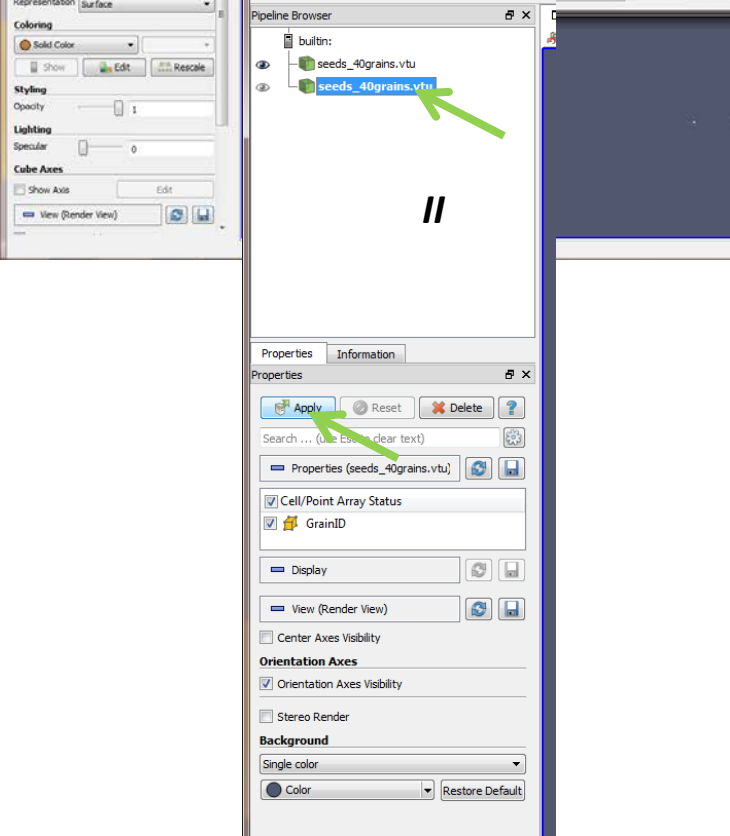 Representation Surface
Coloring
Solid Color
Show Edit Rescale
Styling
Opacity 1
Lighting
Specular 0
Cube Axes
Show Axis Edit
View (Render View)
Pipeline Browser
builtin:
seeds_40grains.vtu
seeds_40grains.vtu
II
Properties Information
Properties
Apply Reset Delete ?
Search ... (use Esc to clear text)
Properties (seeds_40grains.vtu)
Cell/Point Array Status
GrainID
Display
View (Render View)
Center Axes Visibility
Orientation Axes
Orientation Axes Visibility
Stereo Render
Background
Single color
Color Restore Default